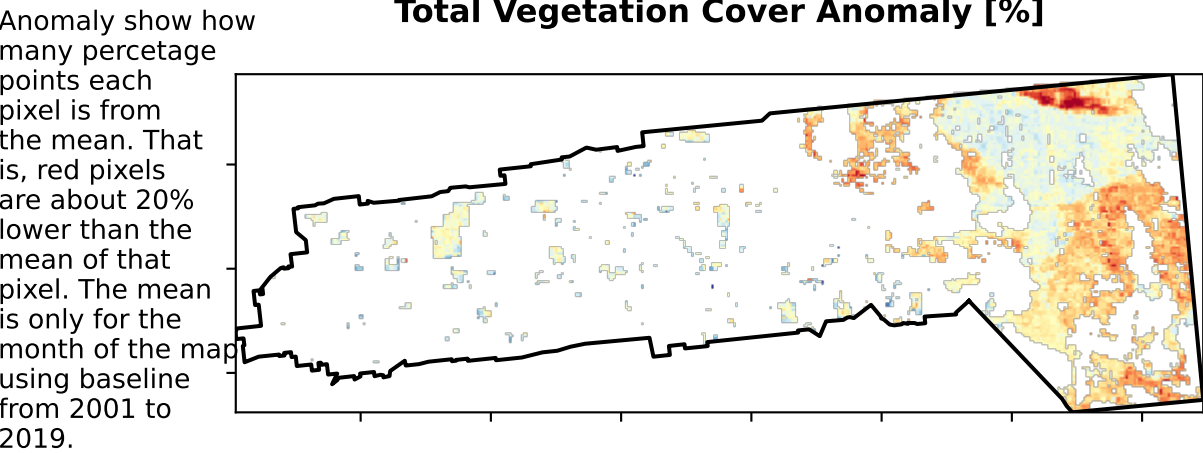 Total Vegetation Cover Anomaly [%]
Anomaly show how
many percetage
points each
pixel is from
the mean. That
is, red pixels
are about 20%
lower than the
mean of that
pixel. The mean
is only for the
month of the map
using baseline
from 2001 to
2019.